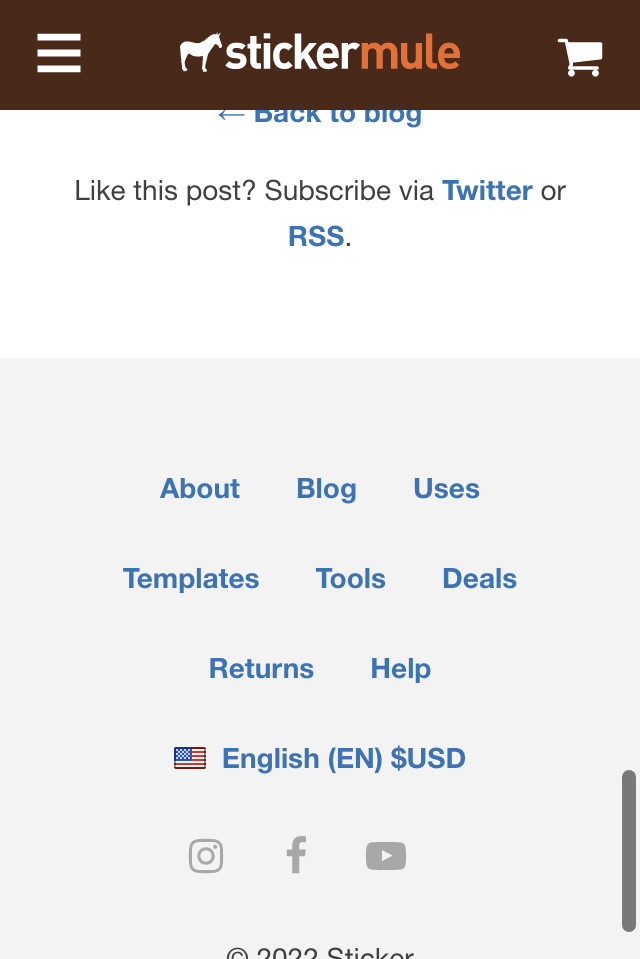 stickermule
← Back to blog
Like this post? Subscribe via Twitter or
RSS.
About Blog Uses
Templates Tools Deals
Returns Help
English (EN) $USD
© 2022 Sticker